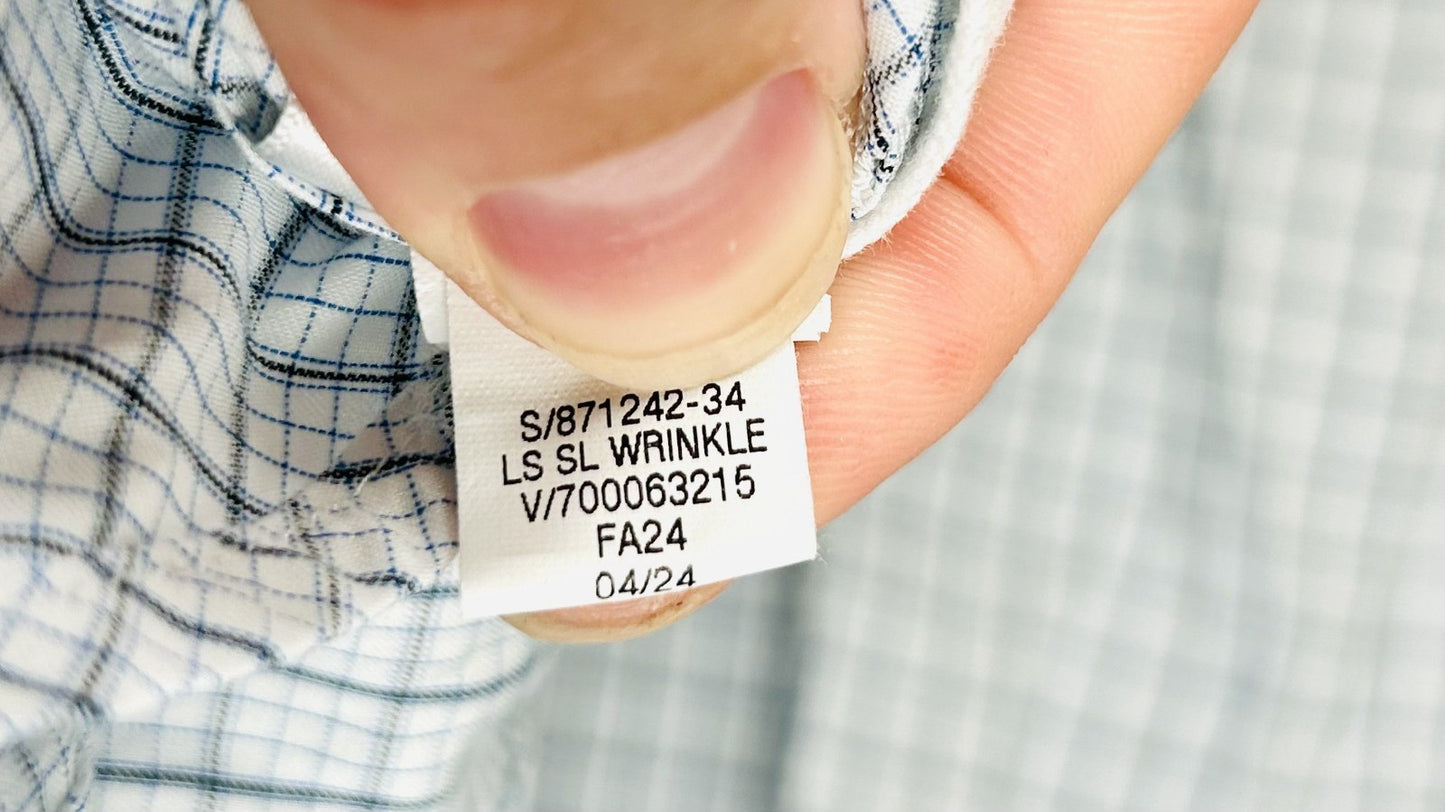 S/871242-34
LS SL WRINKLE
V/700063215
FA24
04/24